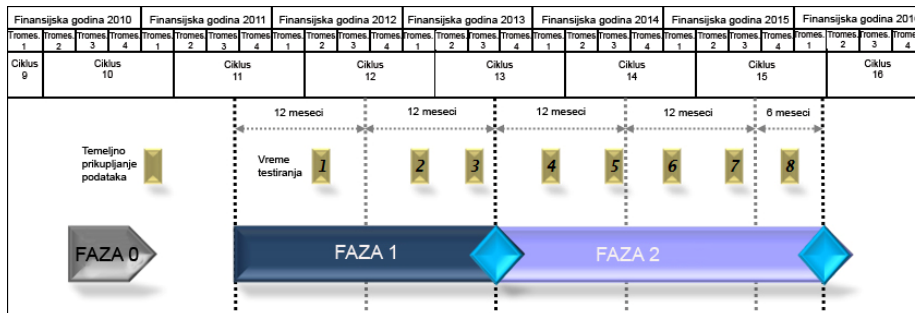 Finansijska godina 2010 Finansijska godina 2011 Finansijska godina 2012 Finansijska godina 2013 Finansijska godina 2014 Finansijska godina 2015 Finansijska godina 201
Tromes. 1 Tromes. 2 Tromes. 3 Tromes. 4 Tromes. 1 Tromes. 2 Tromes. 3 Tromes. 4 Tromes. 1 Tromes. 2 Tromes. 3 Tromes. 4 Tromes. 1 Tromes. 2 Tromes. 3 Tromes. 4 Tromes. 1 Tromes. 2 Tromes. 3 Tromes. 4 Tromes. 1 Tromes. 2 Tromes. 3 Tromes. 4 Tromes. 1 Tromes. 2 Tromes. 3 Tromes. 4
Ciklus 9 Ciklus 10 Ciklus 11 Ciklus 12 Ciklus 13 Ciklus 14 Ciklus 15 Ciklus 16
12 meseci 12 meseci 12 meseci 12 meseci 6 meseci
Temeljno
prikupljanje
podataka
Vreme
testiranja
1 2 3 4 5 6 7 8
FAZA 0 FAZA 1 FAZA 2